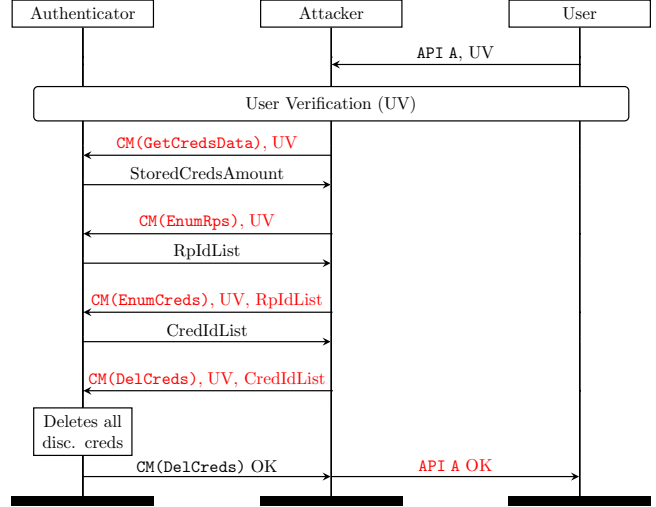 Authenticator Attacker User
API A, UV
User Verification (UV)
CM(GetCredsData), UV
StoredCredsAmount
CM(EnumRps), UV
RpIdList
CM(EnumCreds), UV, RpIdList
CredIdList
CM(DelCreds), UV, CredIdList
Deletes all
disc. creds
CM(DelCreds) OK API A OK